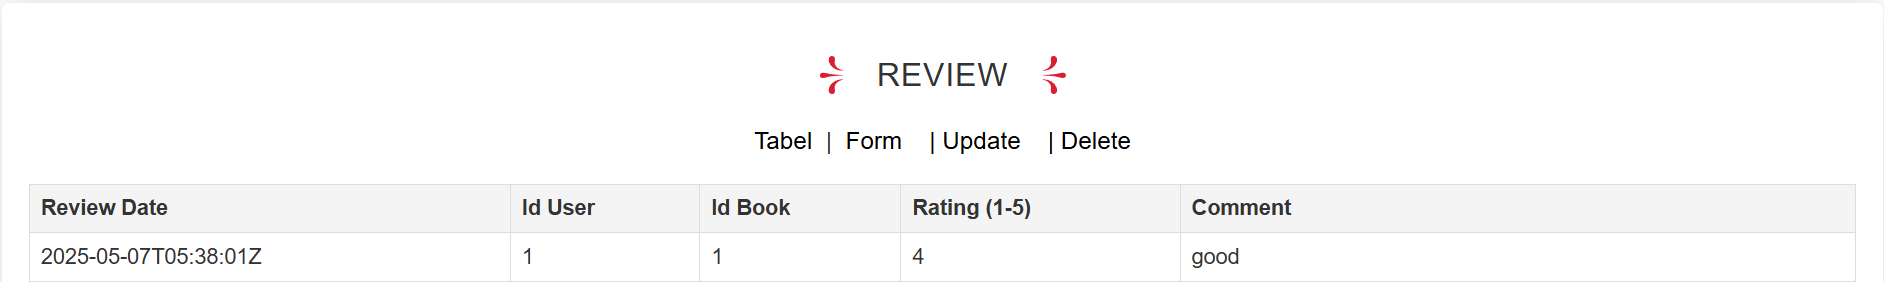 REVIEW
Tabel | Form | Update | Delete
Review Date Id User Id Book Rating (1-5) Comment
2025-05-07T05:38:01Z 1 1 4 good